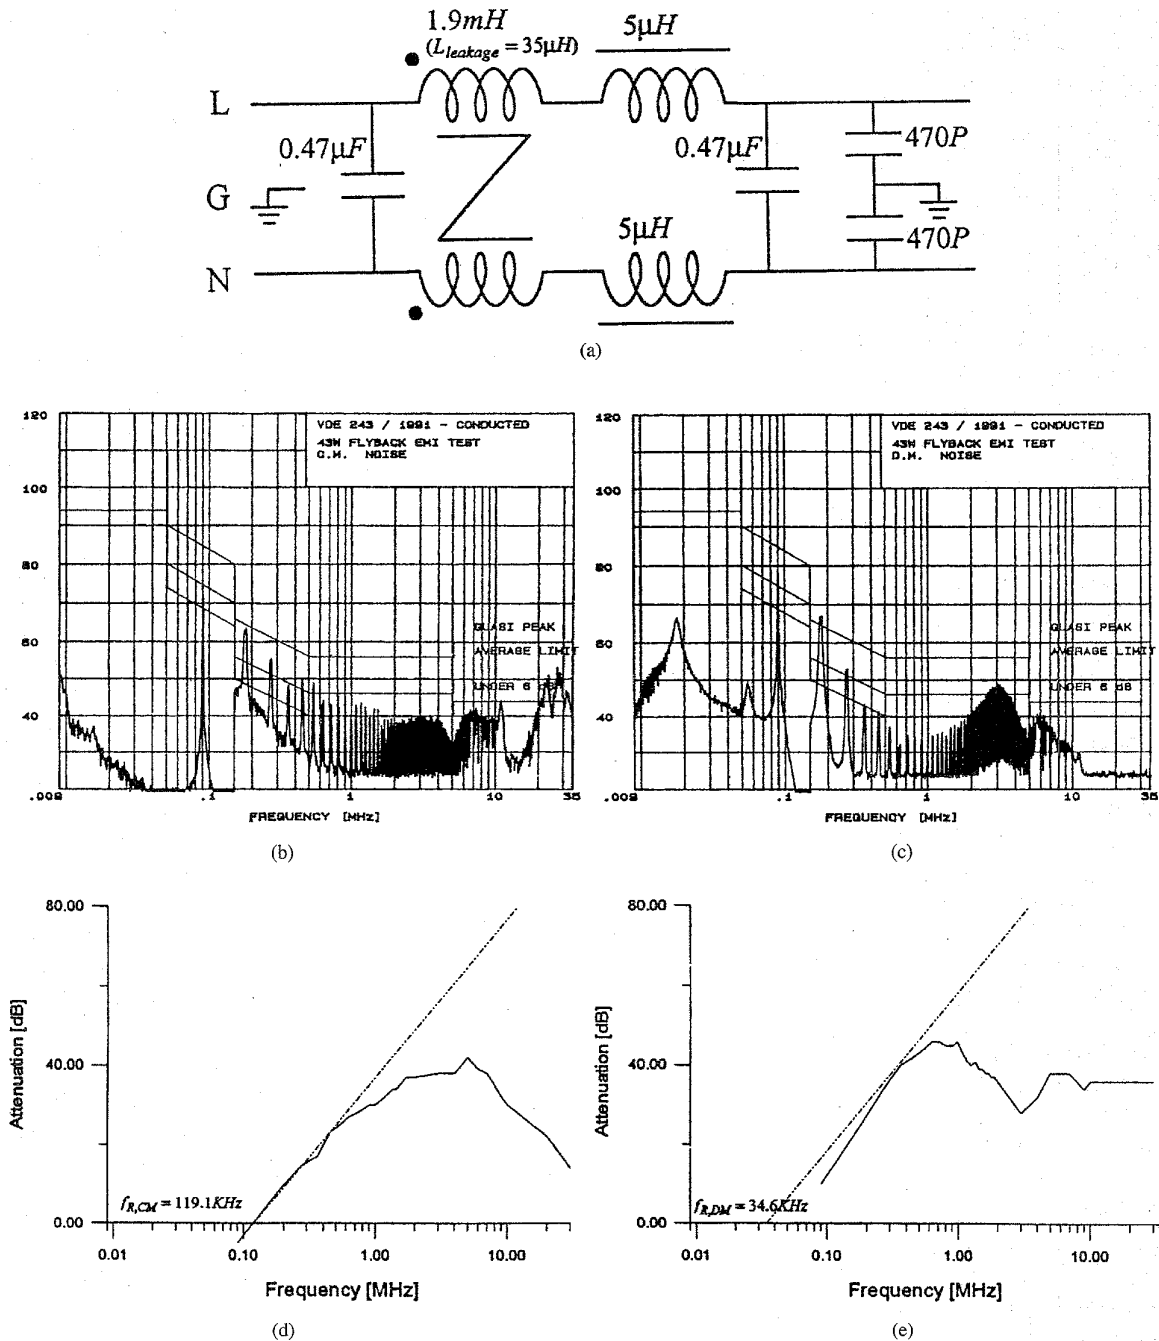 1.9mH
(L leakage = 35μH)
5μH
L
0.47μF
0.47μF
470P
G
5μH
470P
N
(a)
120
VDE 243 / 1991 - CONDUCTED
43W FLYBACK EMI TEST
C.M. NOISE
100
80
60
40
QUASI PEAK
AVERAGE LIMIT
UNDER 6
.009
.1
1
10
35
FREQUENCY [MHz]
(b)
120
VDE 243 / 1991 - CONDUCTED
43W FLYBACK EMI TEST
D.M. NOISE
100
80
60
40
QUASI PEAK
AVERAGE LIMIT
UNDER 6 dB
.009
.1
1
10
35
FREQUENCY [MHz]
(c)
80.00
40.00
0.00
Attenuation [dB]
f R,CM = 119.1KHz
0.01
0.10
1.00
10.00
Frequency [MHz]
(d)
80.00
40.00
0.00
Attenuation [dB]
f R,DM = 34.6KHz
0.01
0.10
1.00
10.00
Frequency [MHz]
(e)